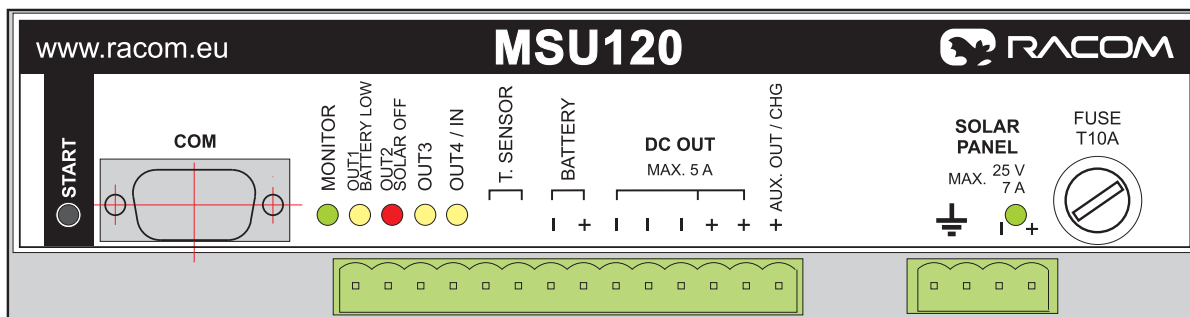 www.racom.eu
MSU120
RACOM
START
COM
MONITOR
OUT1
BATTERY LOW
OUT2
SOLAR OFF
OUT3
OUT4 / IN
T. SENSOR
BATTERY
DC OUT
MAX. 5 A
AUX. OUT / CHG
SOLAR
PANEL
MAX. 25 V
7 A
FUSE
T10A
- + - - - + + +
- +